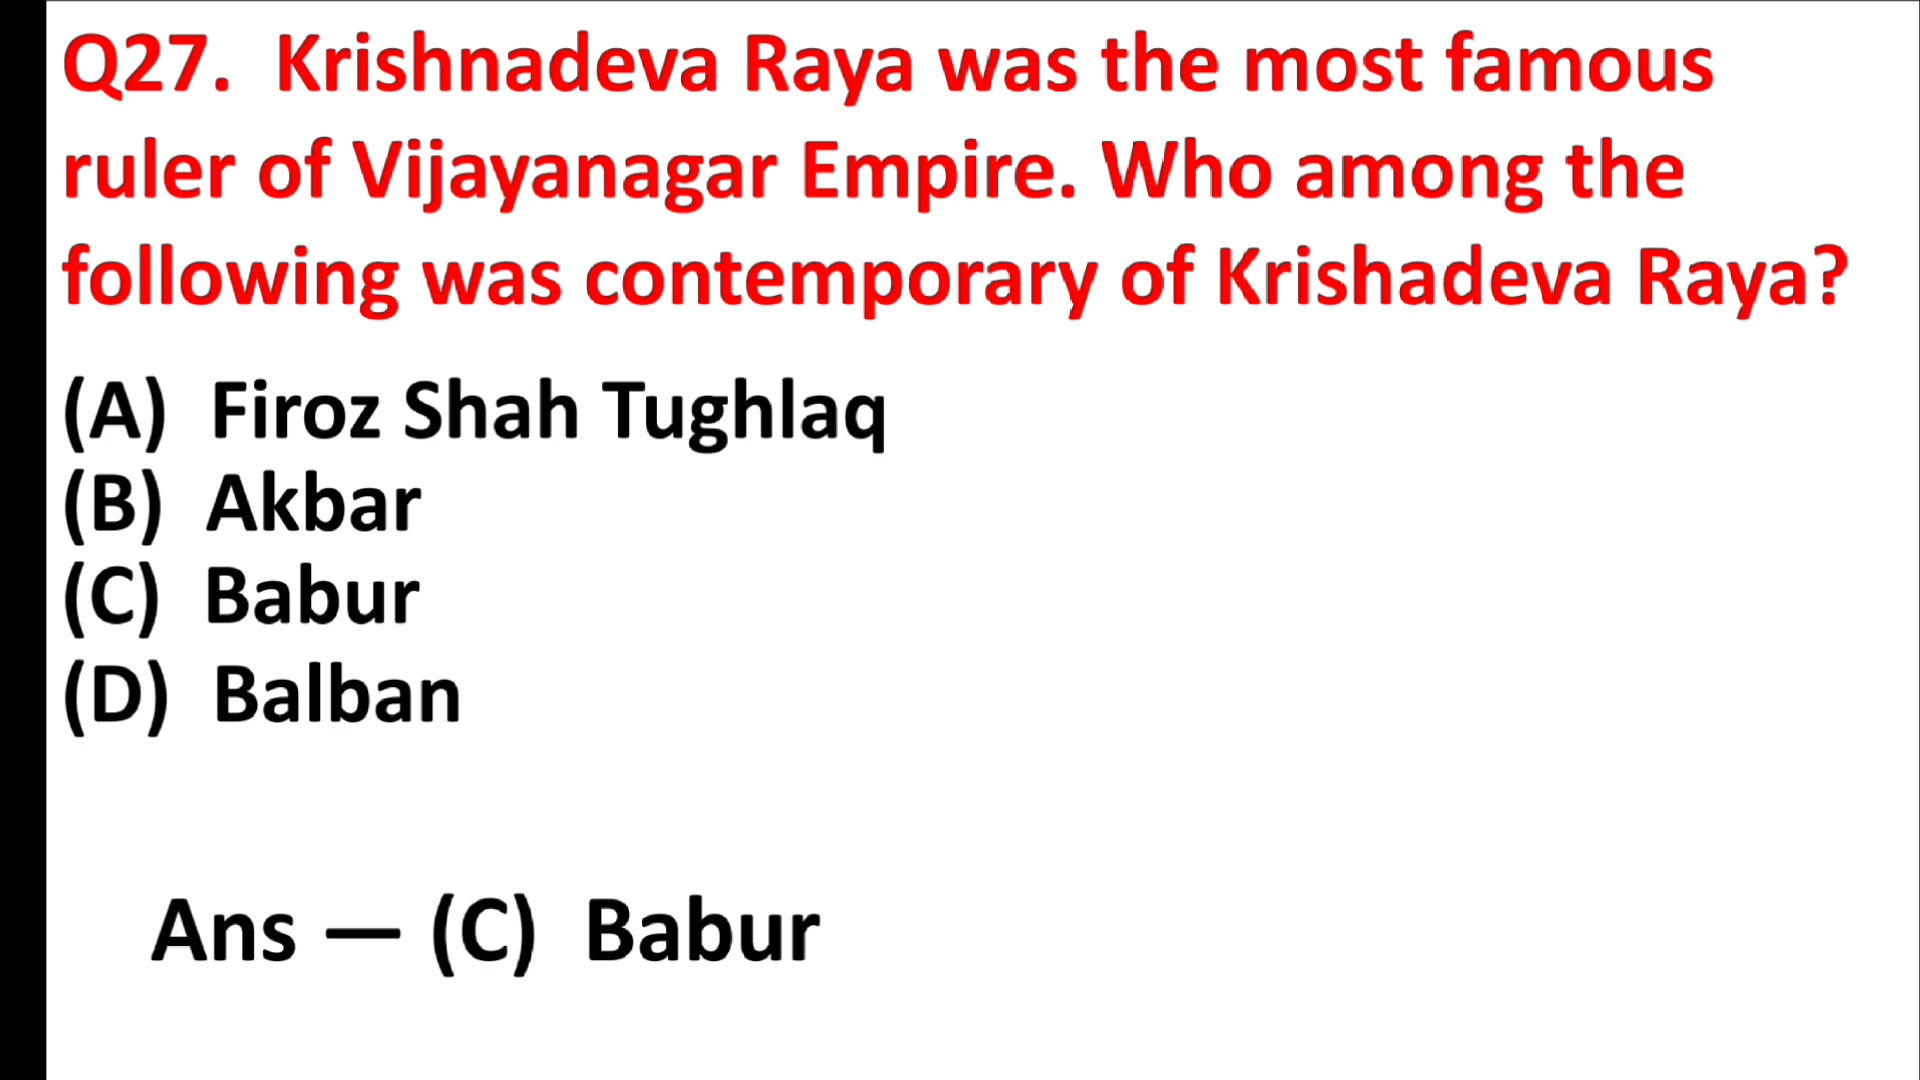 Q27. Krishnadeva Raya was the most famous
ruler of Vijayanagar Empire. Who among the
following was contemporary of Krishadeva Raya?
(A) Firoz Shah Tughlaq
(B) Akbar
(C) Babur
(D) Balban
Ans — (C) Babur